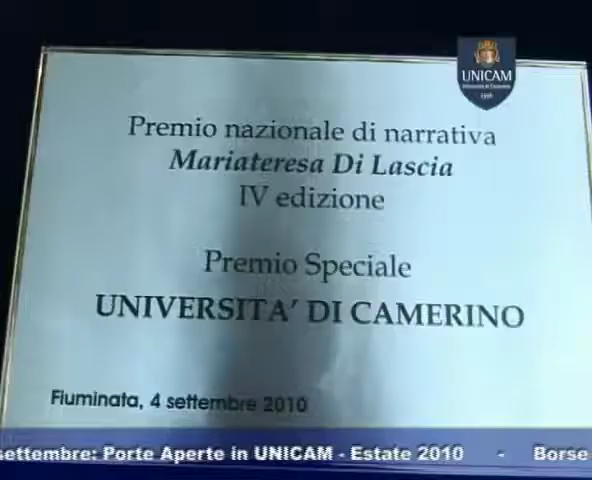 UNICAM
Premio nazionale di narrativa
Mariateresa Di Lascia
IV edizione
Premio Speciale
UNIVERSITA' DI CAMERINO
Fiuminata, 4 settembre 2010
settembre: Porte Aperte in UNICAM - Estate 2010 - Borse